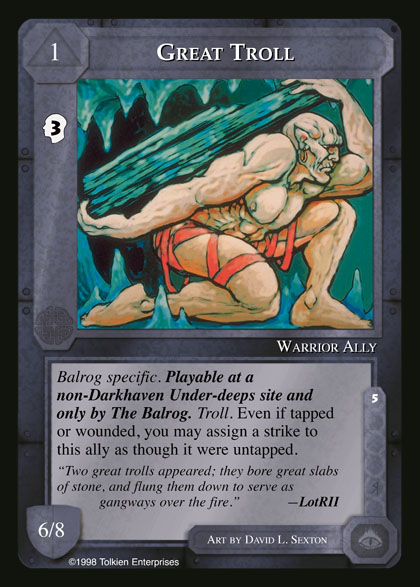 1
GREAT TROLL
3
WARRIOR ALLY
Balrog specific. Playable at a
non-Darkhaven Under-deeps site and
only by The Balrog. Troll. Even if tapped
or wounded, you may assign a strike to
this ally as though it were untapped.
“Two great trolls appeared; they bore great slabs
of stone, and flung them down to serve as
gangways over the fire.” —LotRII
5
6/8
ART BY DAVID L. SEXTON
©1998 Tolkien Enterprises